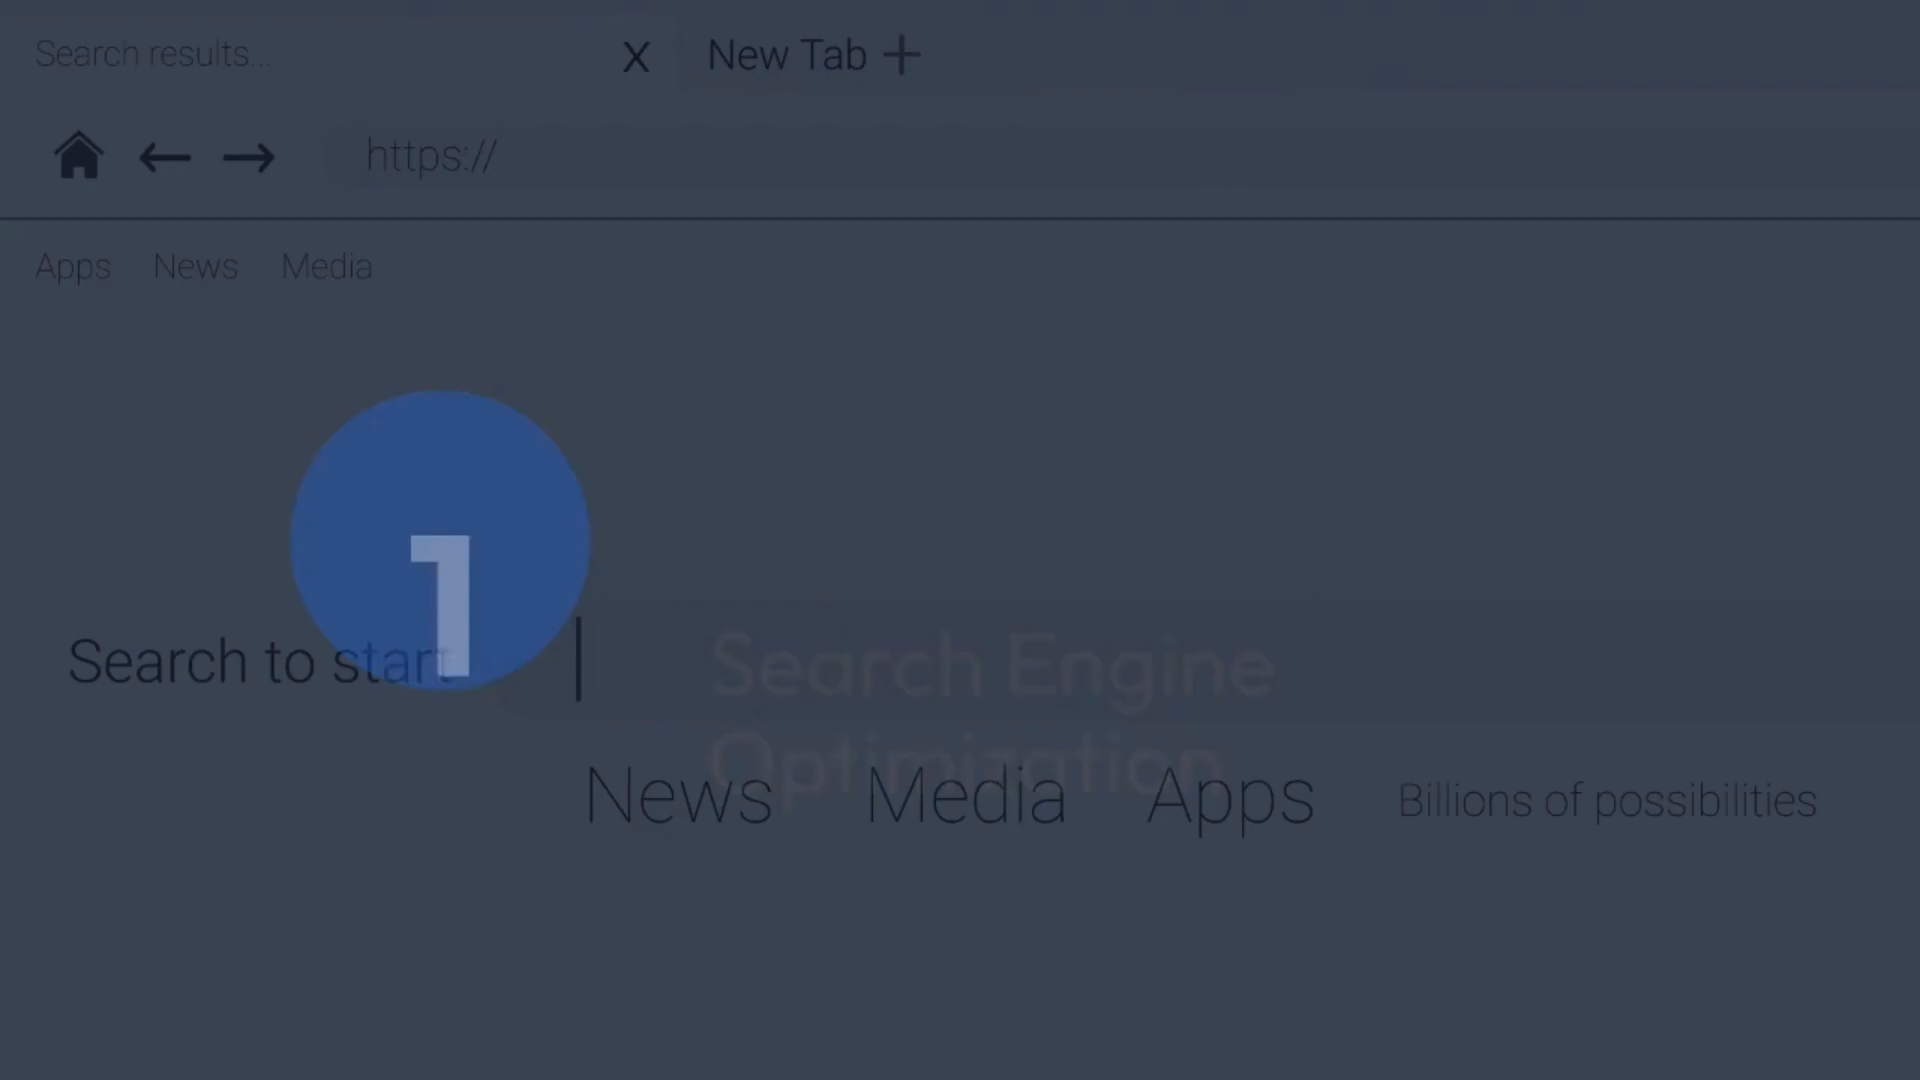 Search results... X New Tab +
https://
Apps News Media
1
Search to start
Search Engine
Optimization
News Media Apps Billions of possibilities